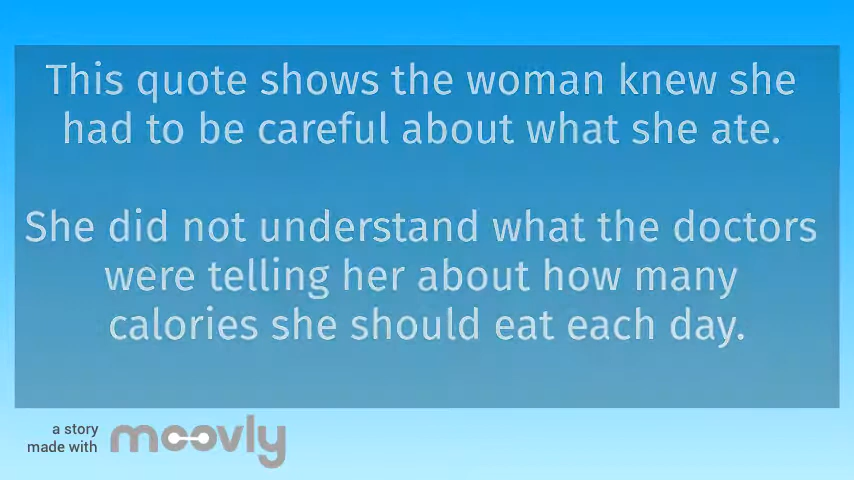 This quote shows the woman knew she
had to be careful about what she ate.
She did not understand what the doctors
were telling her about how many
calories she should eat each day.
a story
made with
moovly